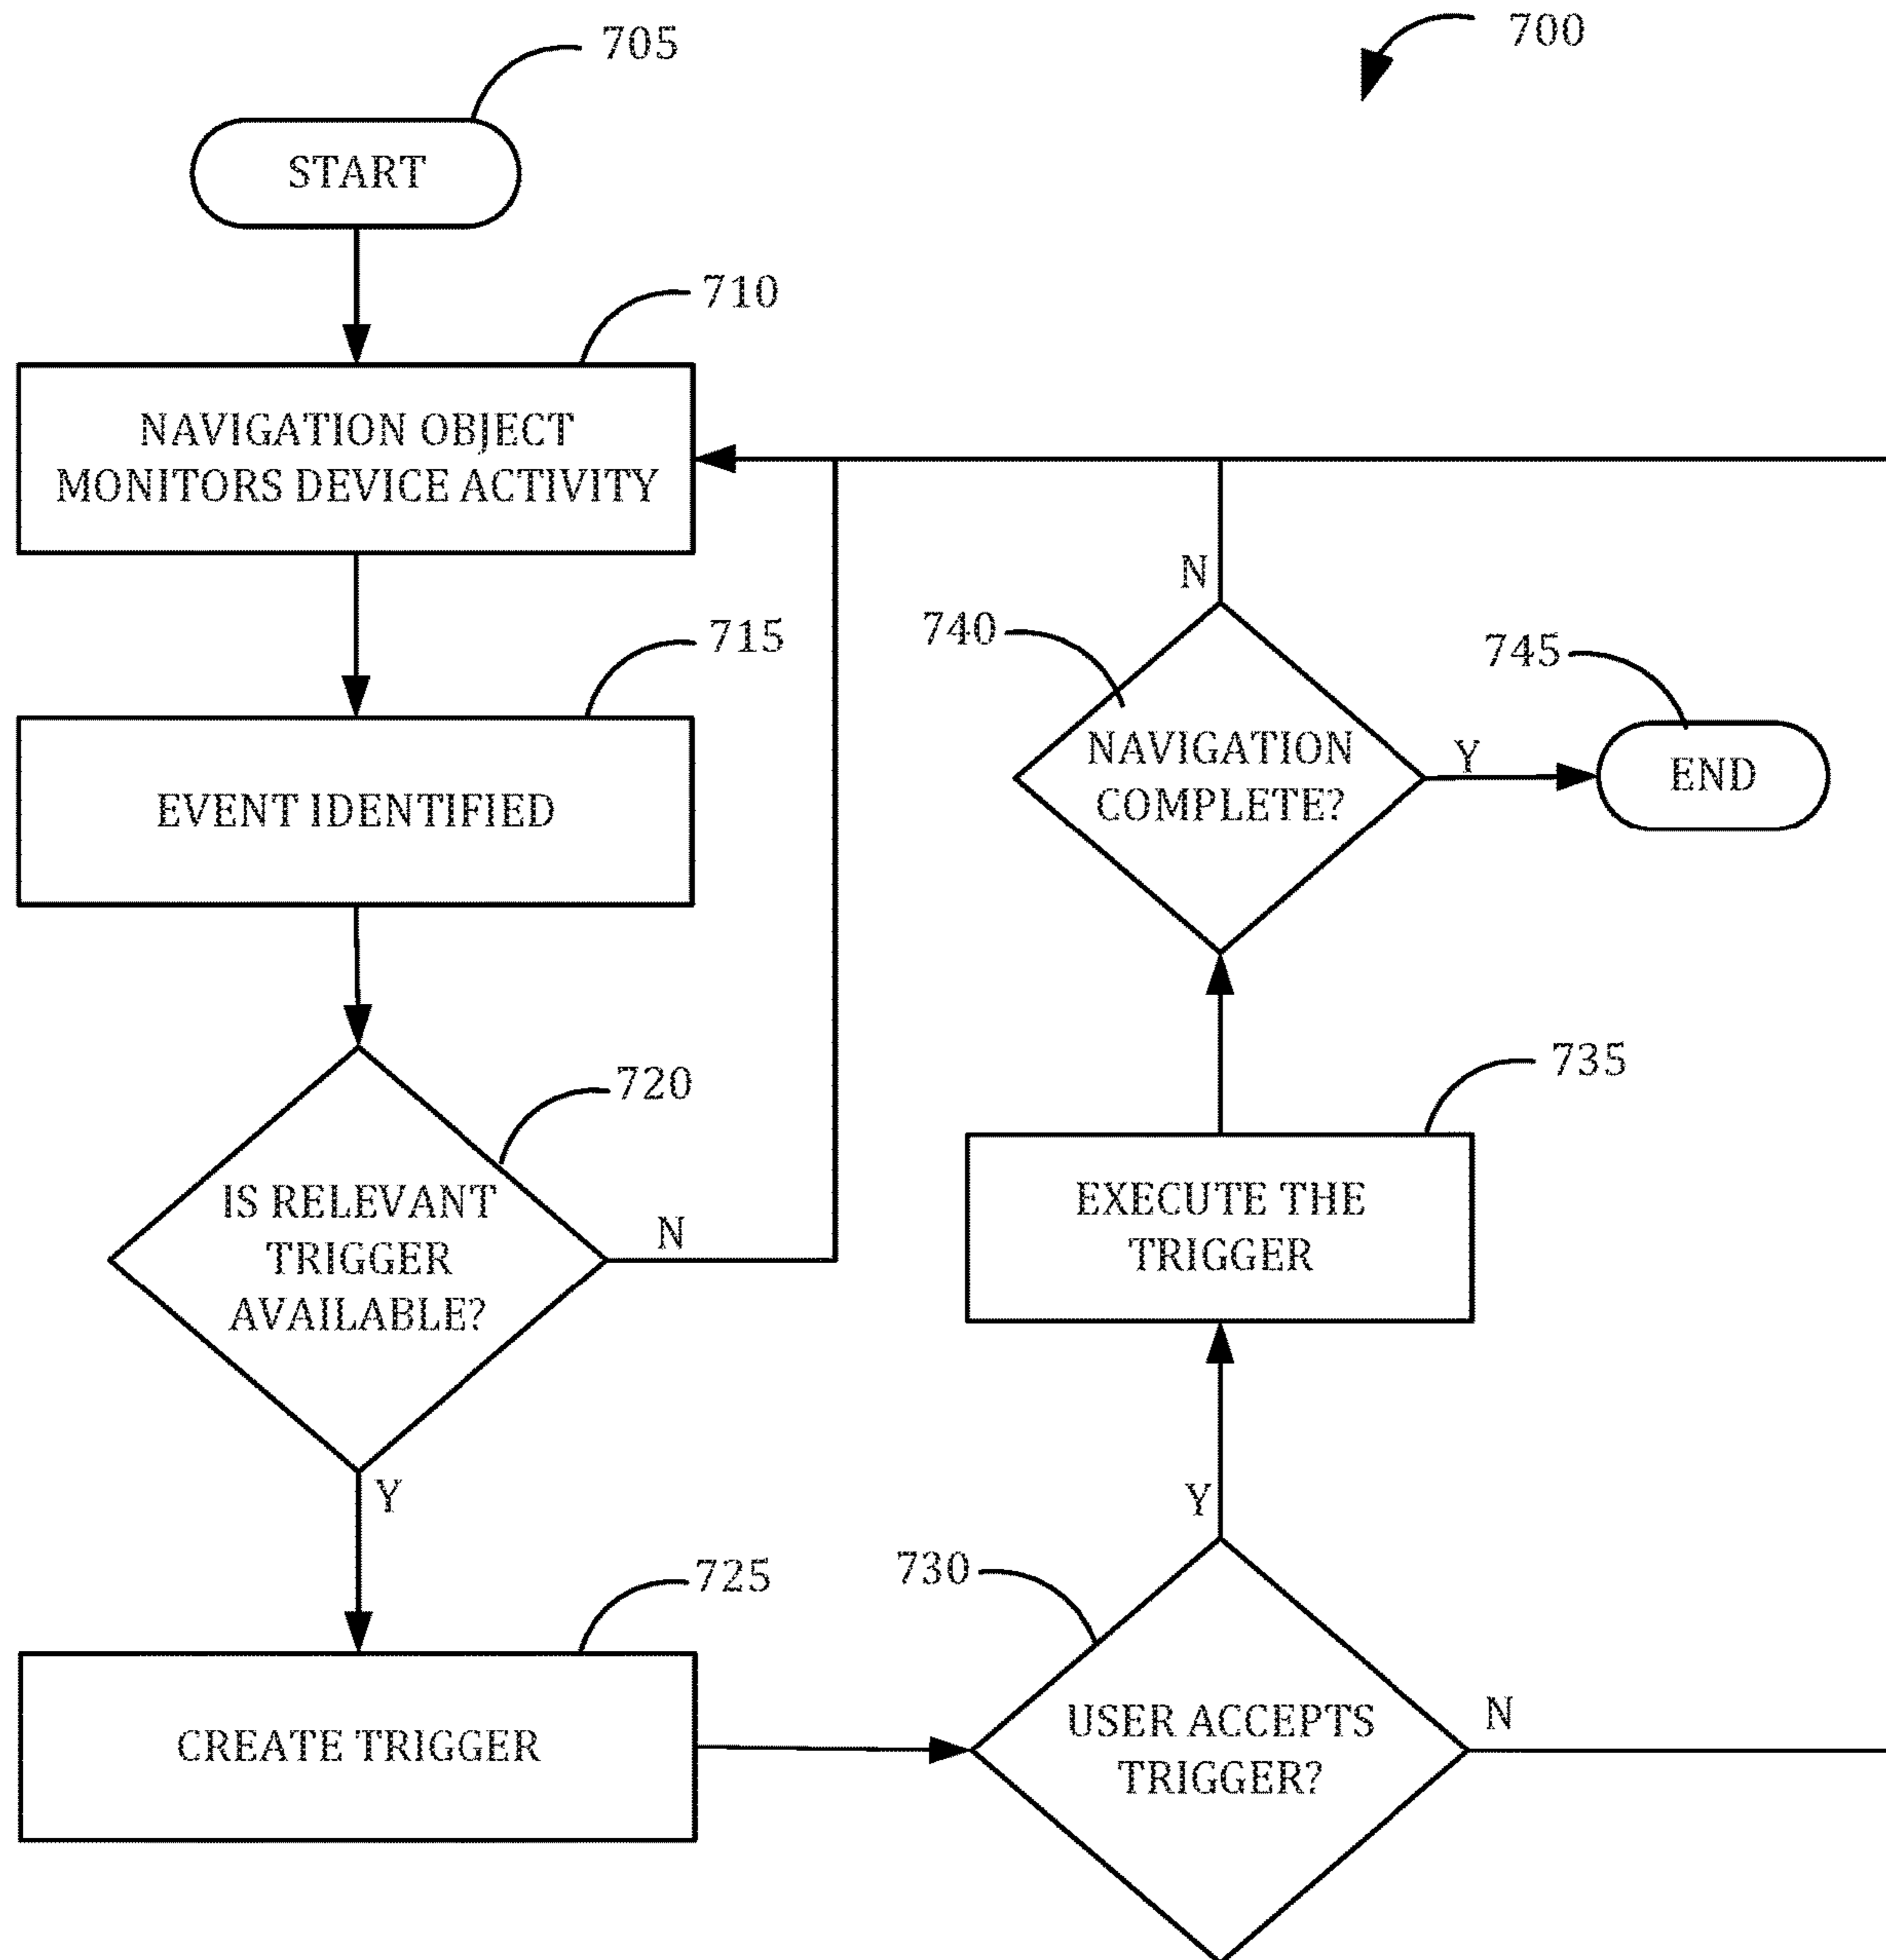 705
700
START
710
NAVIGATION OBJECT
MONITORS DEVICE ACTIVITY
715
EVENT IDENTIFIED
720
IS RELEVANT
TRIGGER
AVAILABLE?
N
Y
725
CREATE TRIGGER
730
USER ACCEPTS
TRIGGER?
N
Y
735
EXECUTE THE
TRIGGER
740
NAVIGATION
COMPLETE?
N
Y
745
END